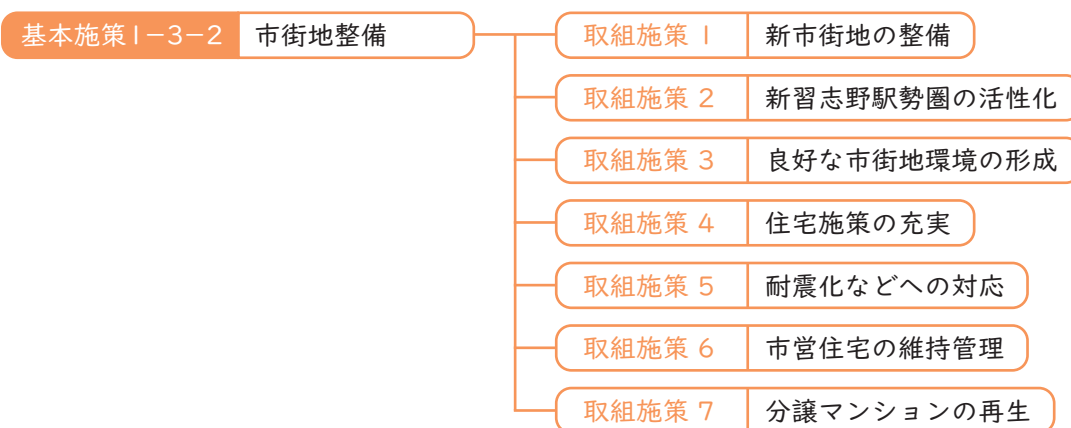 基本施策1-3-2 市街地整備
取組施策 1 新市街地の整備
取組施策 2 新習志野駅勢圏の活性化
取組施策 3 良好な市街地環境の形成
取組施策 4 住宅施策の充実
取組施策 5 耐震化などへの対応
取組施策 6 市営住宅の維持管理
取組施策 7 分譲マンションの再生